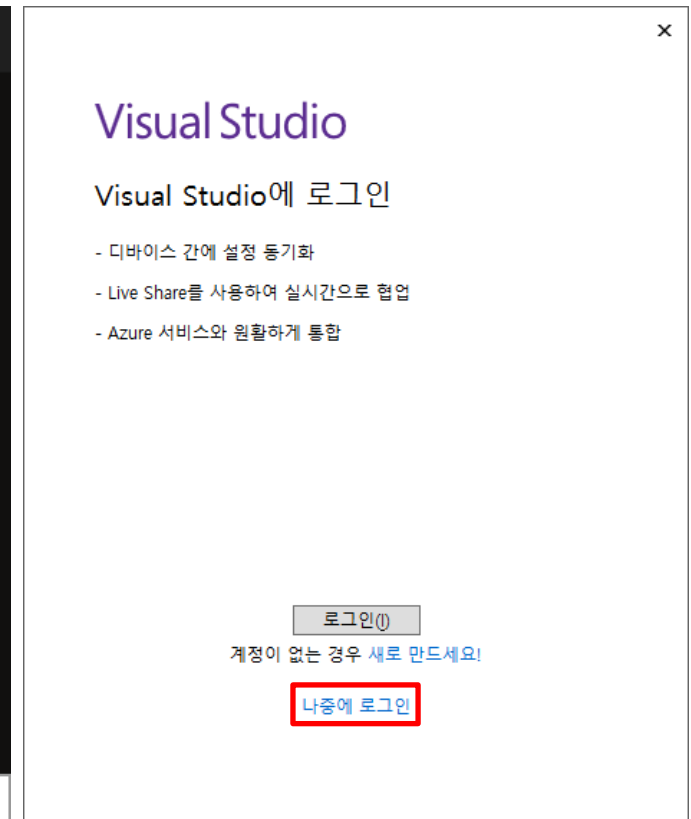 Visual Studio
Visual Studio에 로그인
- 디바이스 간에 설정 동기화
- Live Share를 사용하여 실시간으로 협업
- Azure 서비스와 원활하게 통합
로그인(I)
계정이 없는 경우 새로 만드세요!
나중에 로그인